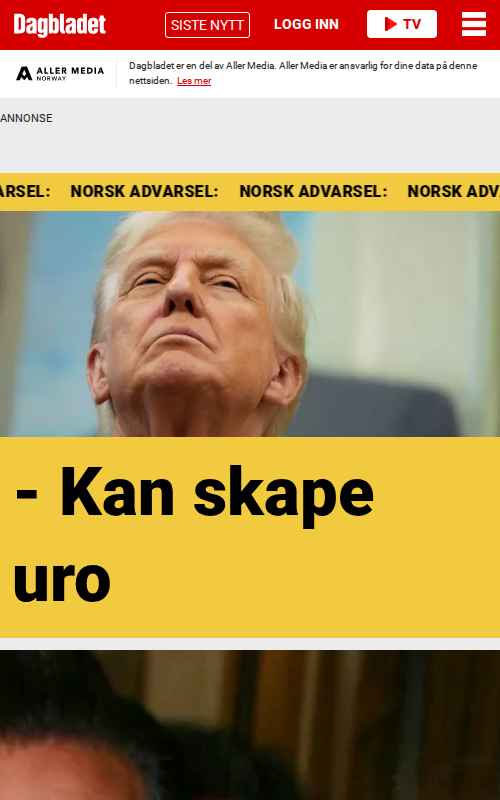 Dagbladet
SISTE NYTT
LOGG INN
TV
ALLER MEDIA
NORWAY
Dagbladet er en del av Aller Media. Aller Media er ansvarlig for dine data på denne
nettsiden. Les mer
ANNONSE
ARSEL: NORSK ADVARSEL: NORSK ADVARSEL: NORSK ADV
- Kan skape
uro